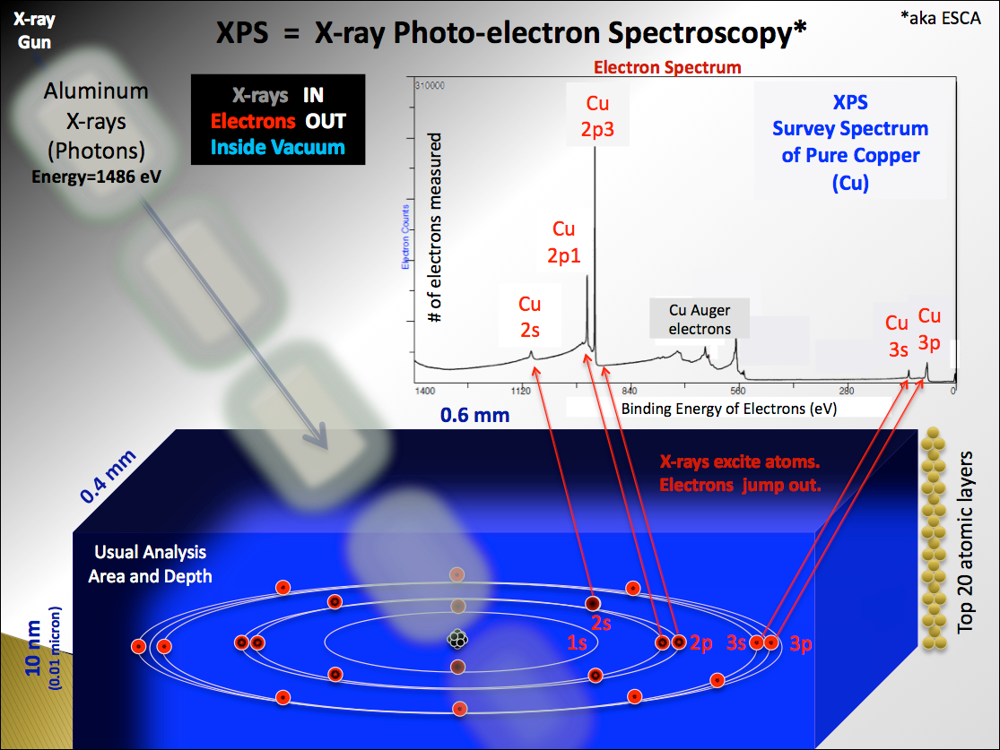 X-ray
Gun
XPS = X-ray Photo-electron Spectroscopy*
*aka ESCA
Aluminum
X-rays
(Photons)
Energy=1486 eV
X-rays IN
Electrons OUT
Inside Vacuum
Electron Spectrum
310000
Electron Counts
# of electrons measured
Cu
2p3
Cu
2p1
Cu
2s
Cu Auger
electrons
Cu
3s
Cu
3p
XPS
Survey Spectrum
of Pure Copper
(Cu)
1400 1120 840 560 280 0
Binding Energy of Electrons (eV)
0.6 mm
0.4 mm
X-rays excite atoms.
Electrons jump out.
Usual Analysis
Area and Depth
10 nm
(0.01 micron)
1s
2s
2p
3s
3p
Top 20 atomic layers